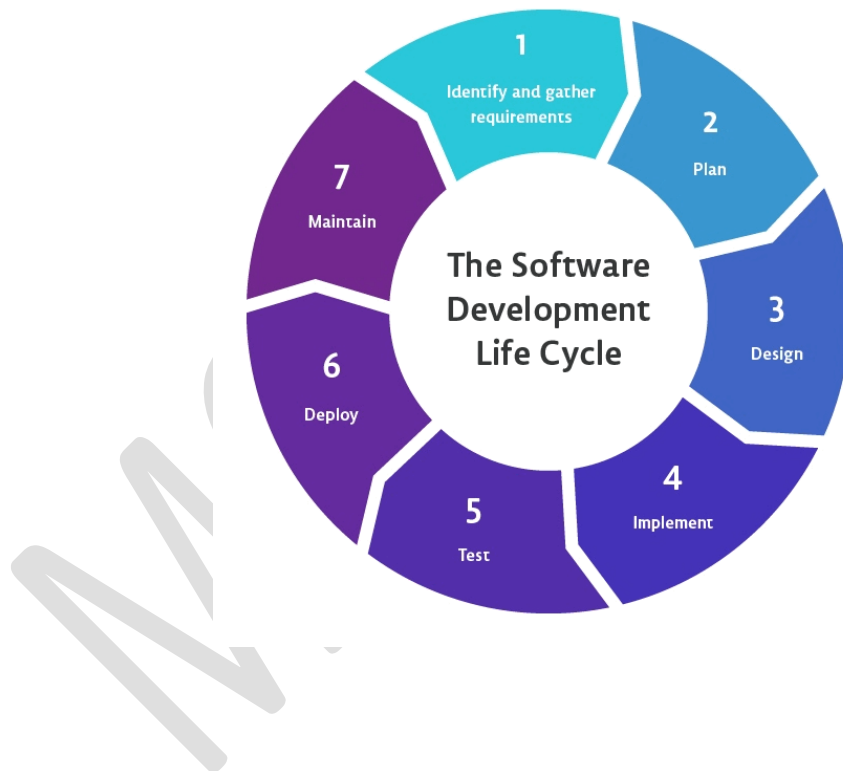 The Software
Development
Life Cycle
1
Identify and gather
requirements
2
Plan
3
Design
4
Implement
5
Test
6
Deploy
7
Maintain